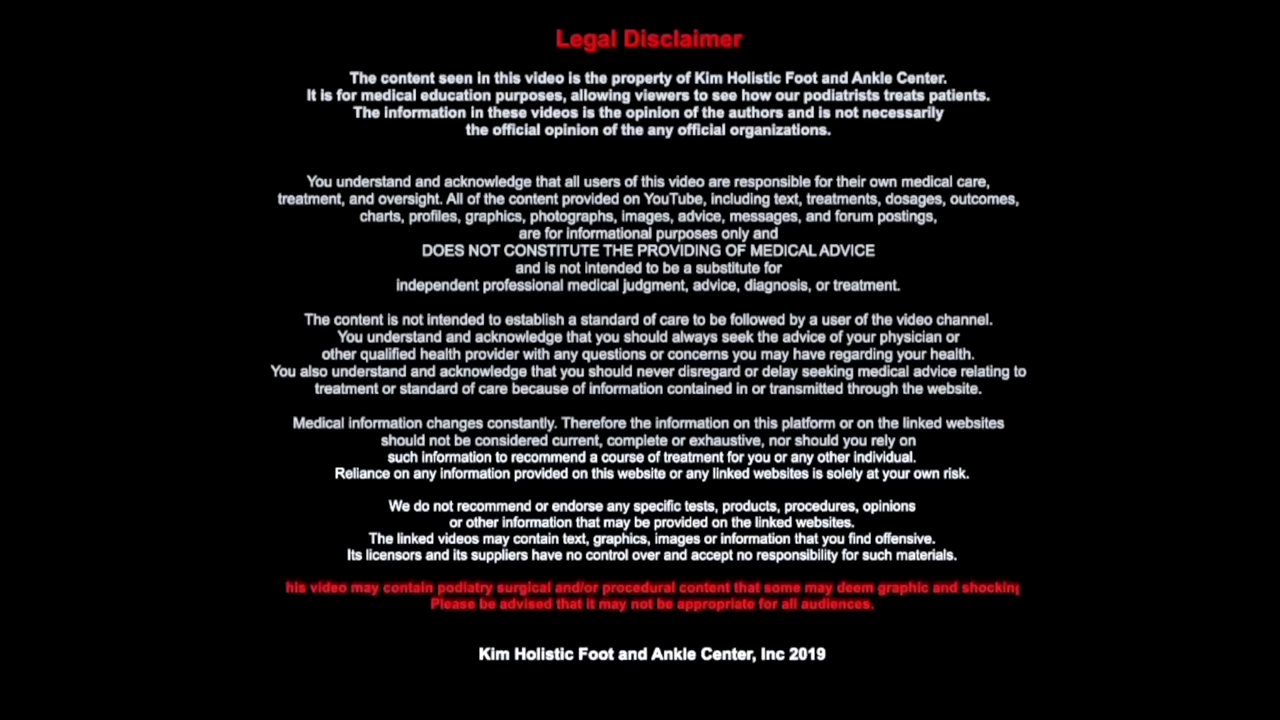 Legal Disclaimer
The content seen in this video is the property of Kim Holistic Foot and Ankle Center.
It is for medical education purposes, allowing viewers to see how our podiatrists treats patients.
The information in these videos is the opinion of the authors and is not necessarily
the official opinion of the any official organizations.
You understand and acknowledge that all users of this video are responsible for their own medical care,
treatment, and oversight. All of the content provided on YouTube, including text, treatments, dosages, outcomes,
charts, profiles, graphics, photographs, images, advice, messages, and forum postings,
are for informational purposes only and
DOES NOT CONSTITUTE THE PROVIDING OF MEDICAL ADVICE
and is not intended to be a substitute for
independent professional medical judgment, advice, diagnosis, or treatment.
The content is not intended to establish a standard of care to be followed by a user of the video channel.
You understand and acknowledge that you should always seek the advice of your physician or
other qualified health provider with any questions or concerns you may have regarding your health.
You also understand and acknowledge that you should never disregard or delay seeking medical advice relating to
treatment or standard of care because of information contained in or transmitted through the website.
Medical information changes constantly. Therefore the information on this platform or on the linked websites
should not be considered current, complete or exhaustive, nor should you rely on
such information to recommend a course of treatment for you or any other individual.
Reliance on any information provided on this website or any linked websites is solely at your own risk.
We do not recommend or endorse any specific tests, products, procedures, opinions
or other information that may be provided on the linked websites.
The linked videos may contain text, graphics, images or information that you find offensive.
Its licensors and its suppliers have no control over and accept no responsibility for such materials.
his video may contain podiatry surgical and/or procedural content that some may deem graphic and shockin
Please be advised that it may not be appropriate for all audiences.
Kim Holistic Foot and Ankle Center, Inc 2019